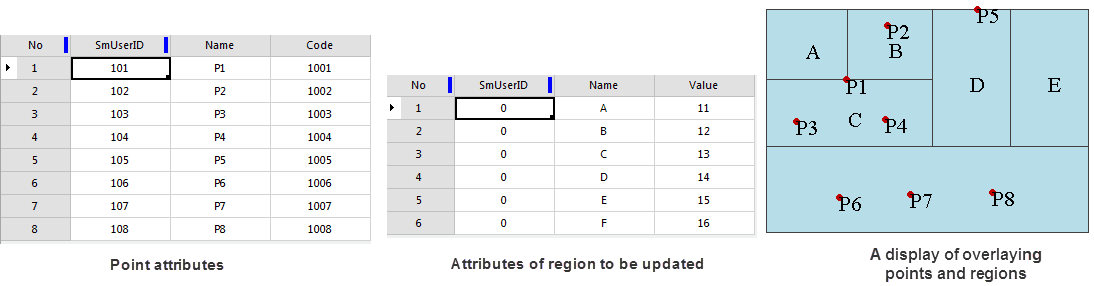 No SmUserID Name Code
1 101 P1 1001
2 102 P2 1002
3 103 P3 1003
4 104 P4 1004
5 105 P5 1005
6 106 P6 1006
7 107 P7 1007
8 108 P8 1008
Point attributes
No SmUserID Name Value
1 0 A 11
2 0 B 12
3 0 C 13
4 0 D 14
5 0 E 15
6 0 F 16
Attributes of region to be updated
P5
P2
A B
P1 D E
P3 C P4
P6 P7 P8
A display of overlaying
points and regions